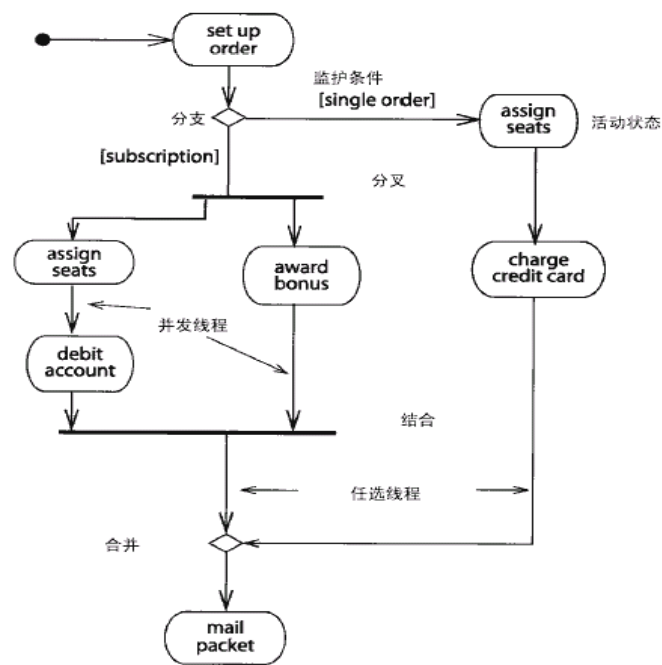 set up
order
监护条件
[single order]
分支
assign
seats
活动状态
[subscription]
分叉
assign
seats
award
bonus
charge
credit card
并发线程
debit
account
结合
任选线程
合并
mail
packet